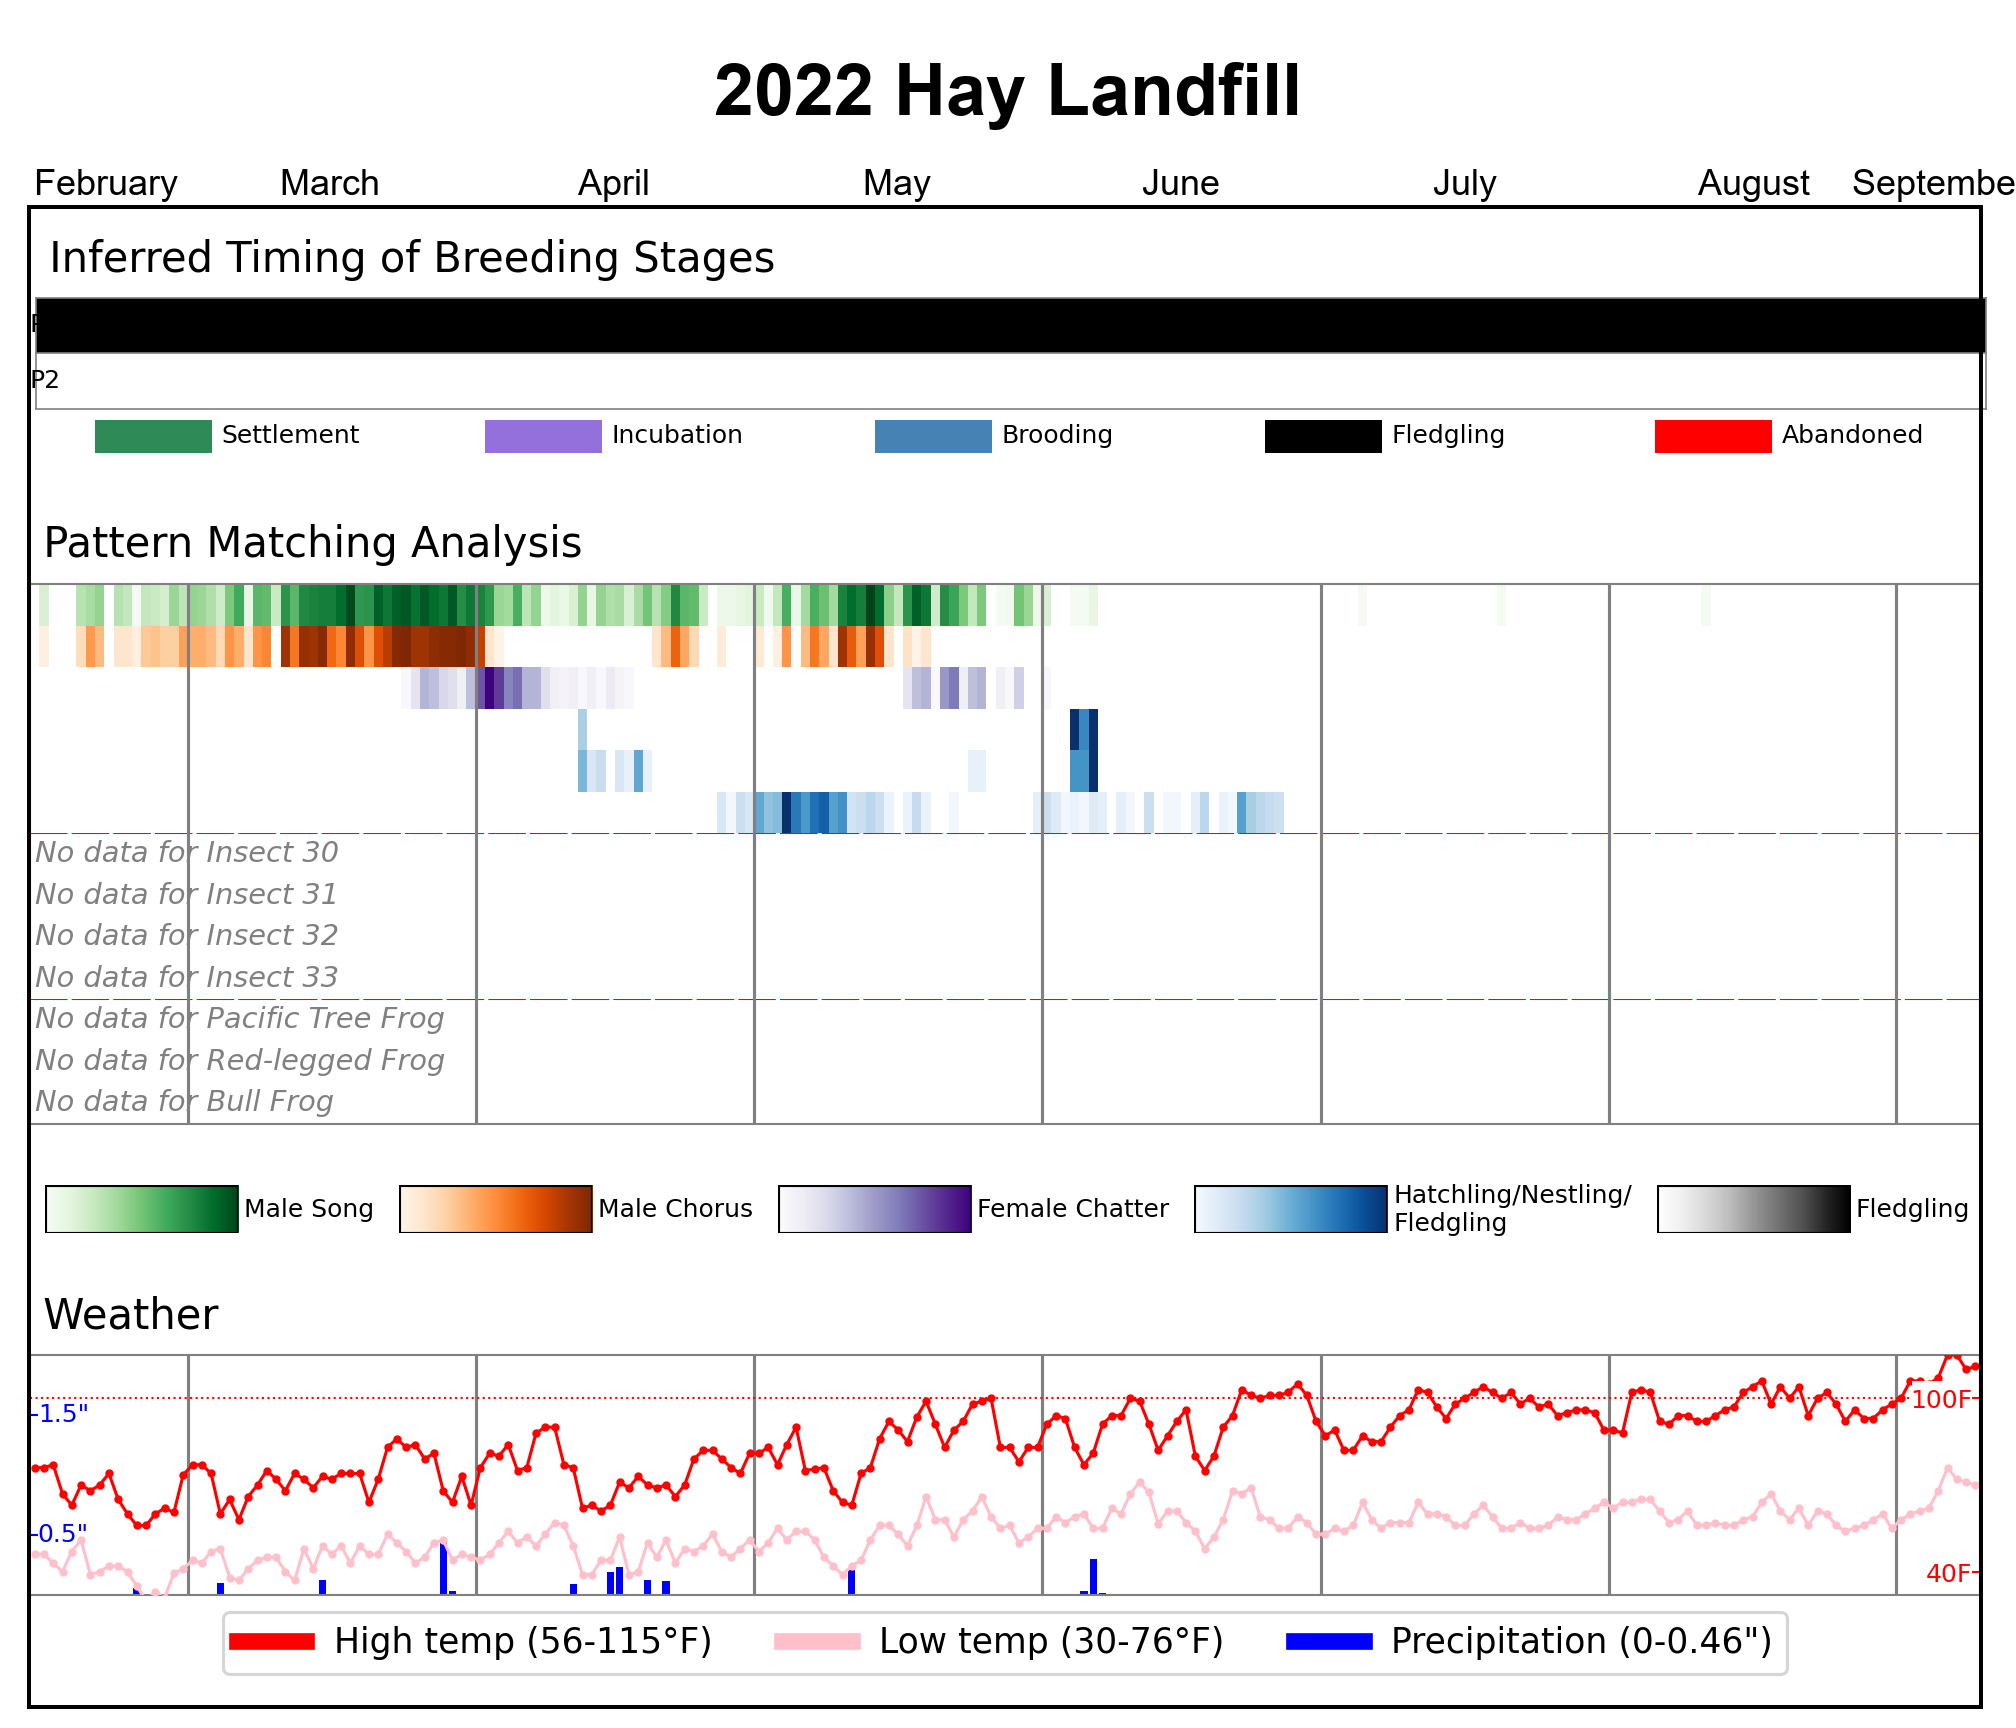 2022 Hay Landfill
February March April May June July August Septembe
Inferred Timing of Breeding Stages
P2
Settlement Incubation Brooding Fledgling Abandoned
Pattern Matching Analysis
No data for Insect 30
No data for Insect 31
No data for Insect 32
No data for Insect 33
No data for Pacific Tree Frog
No data for Red-legged Frog
No data for Bull Frog
Male Song Male Chorus Female Chatter Hatchling/Nestling/
Fledgling Fledgling
Weather
1.5" 100F
0.5" 40F
High temp (56-115°F) Low temp (30-76°F) Precipitation (0-0.46")